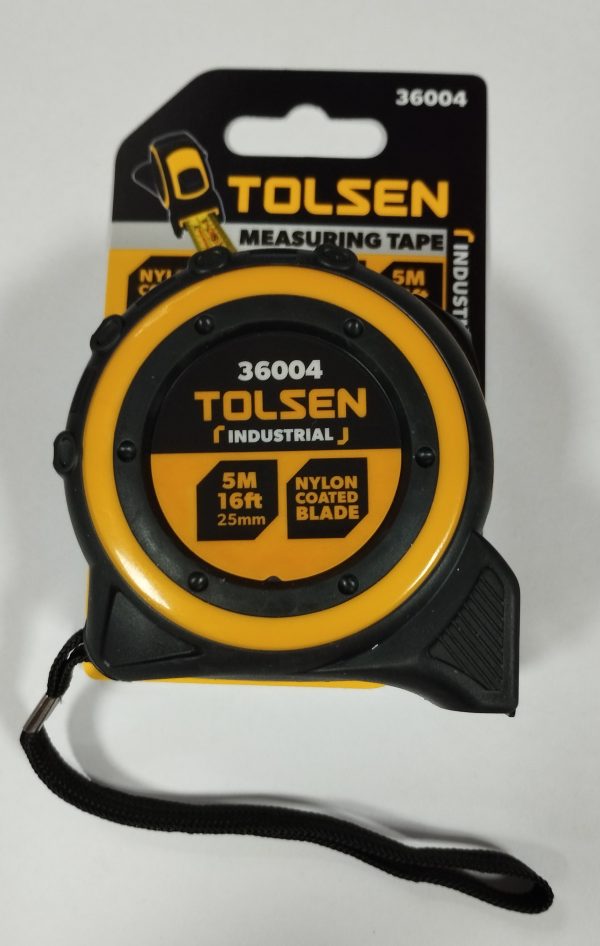 36004
TOLSEN
MEASURING TAPE
5M
36004
TOLSEN
INDUSTRIAL
5M
16ft
25mm
NYLON
COATED
BLADE